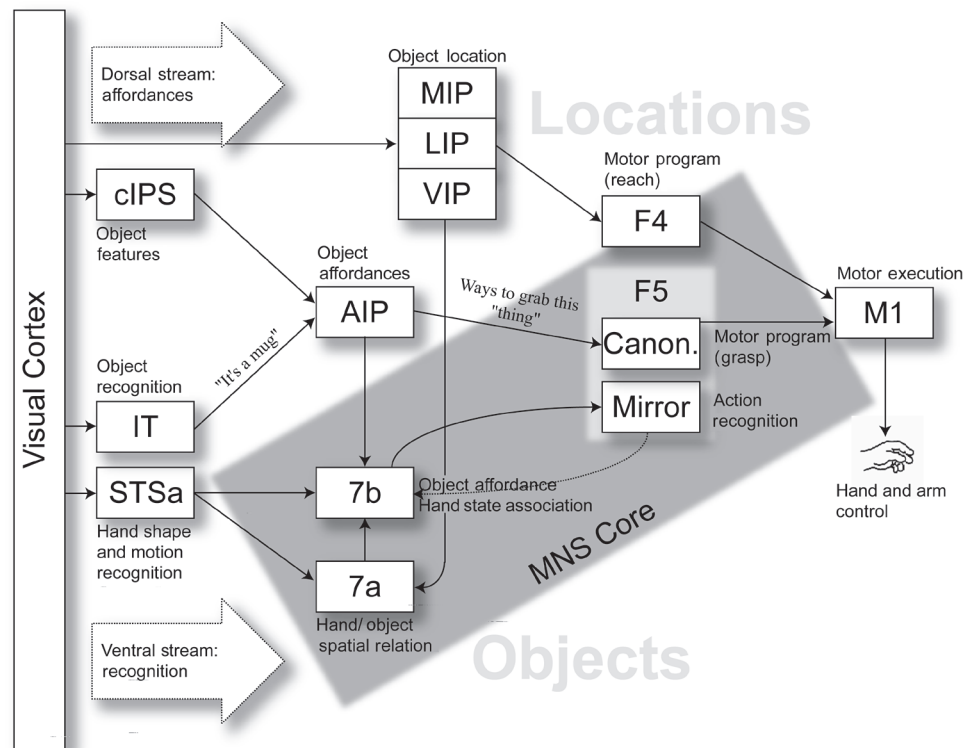 Visual Cortex
Dorsal stream:
affordances
Object location
MIP
LIP
VIP
Locations
cIPS
Object
features
Motor program
(reach)
F4
Object
affordances
AIP
Ways to grab this
"thing"
F5
Canon.
Motor program
(grasp)
Mirror
Action
recognition
Motor execution
M1
Hand and arm
control
"It's a mug"
Object
recognition
IT
STSa
Hand shape
and motion
recognition
7b
Object affordance
Hand state association
7a
Hand/ object
spatial relation
MNS Core
Objects
Ventral stream:
recognition